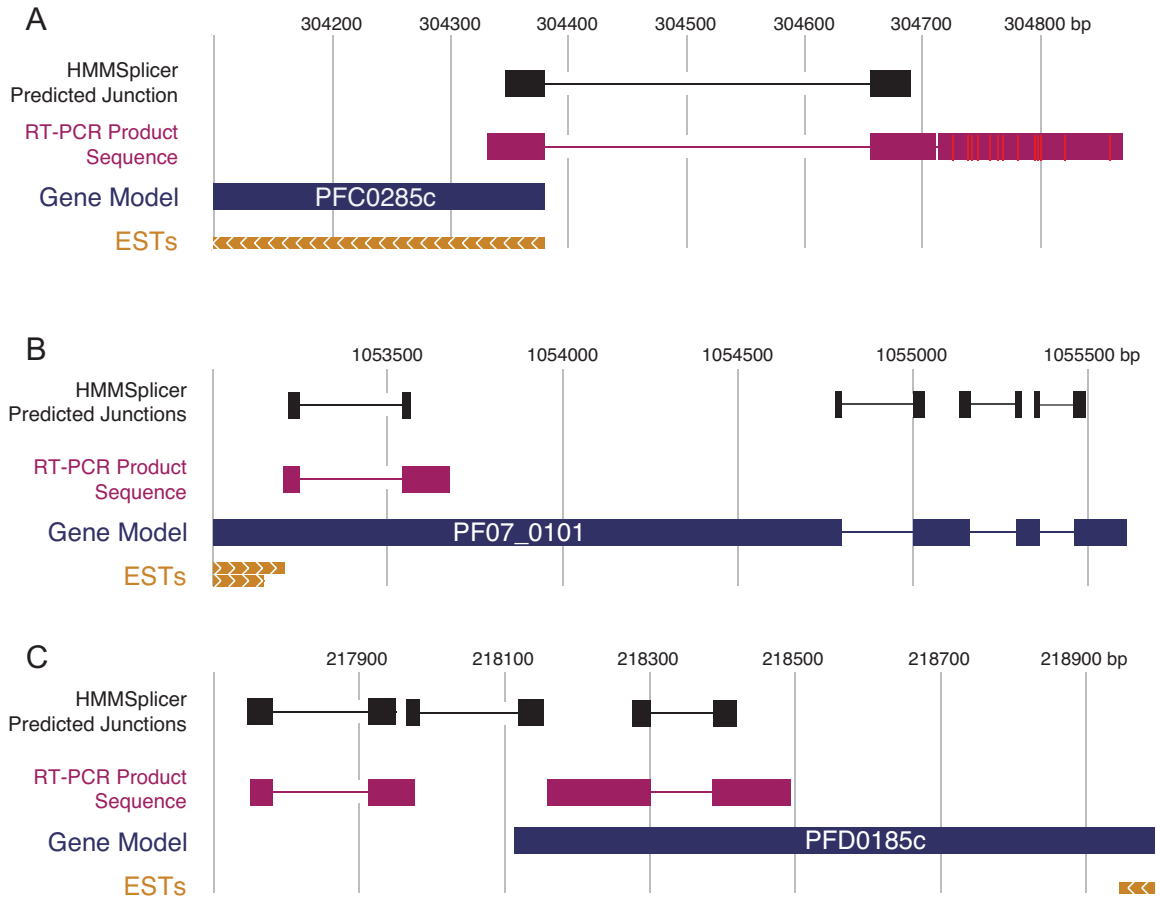 A
304200 304300 304400 304500 304600 304700 304800 bp
HMMSplicer
Predicted Junction
RT-PCR Product
Sequence
Gene Model
PFC0285c
ESTs
B
1053500 1054000 1054500 1055000 1055500 bp
HMMSplicer
Predicted Junctions
RT-PCR Product
Sequence
Gene Model
PF07_0101
ESTs
C
217900 218100 218300 218500 218700 218900 bp
HMMSplicer
Predicted Junctions
RT-PCR Product
Sequence
Gene Model
PFD0185c
ESTs